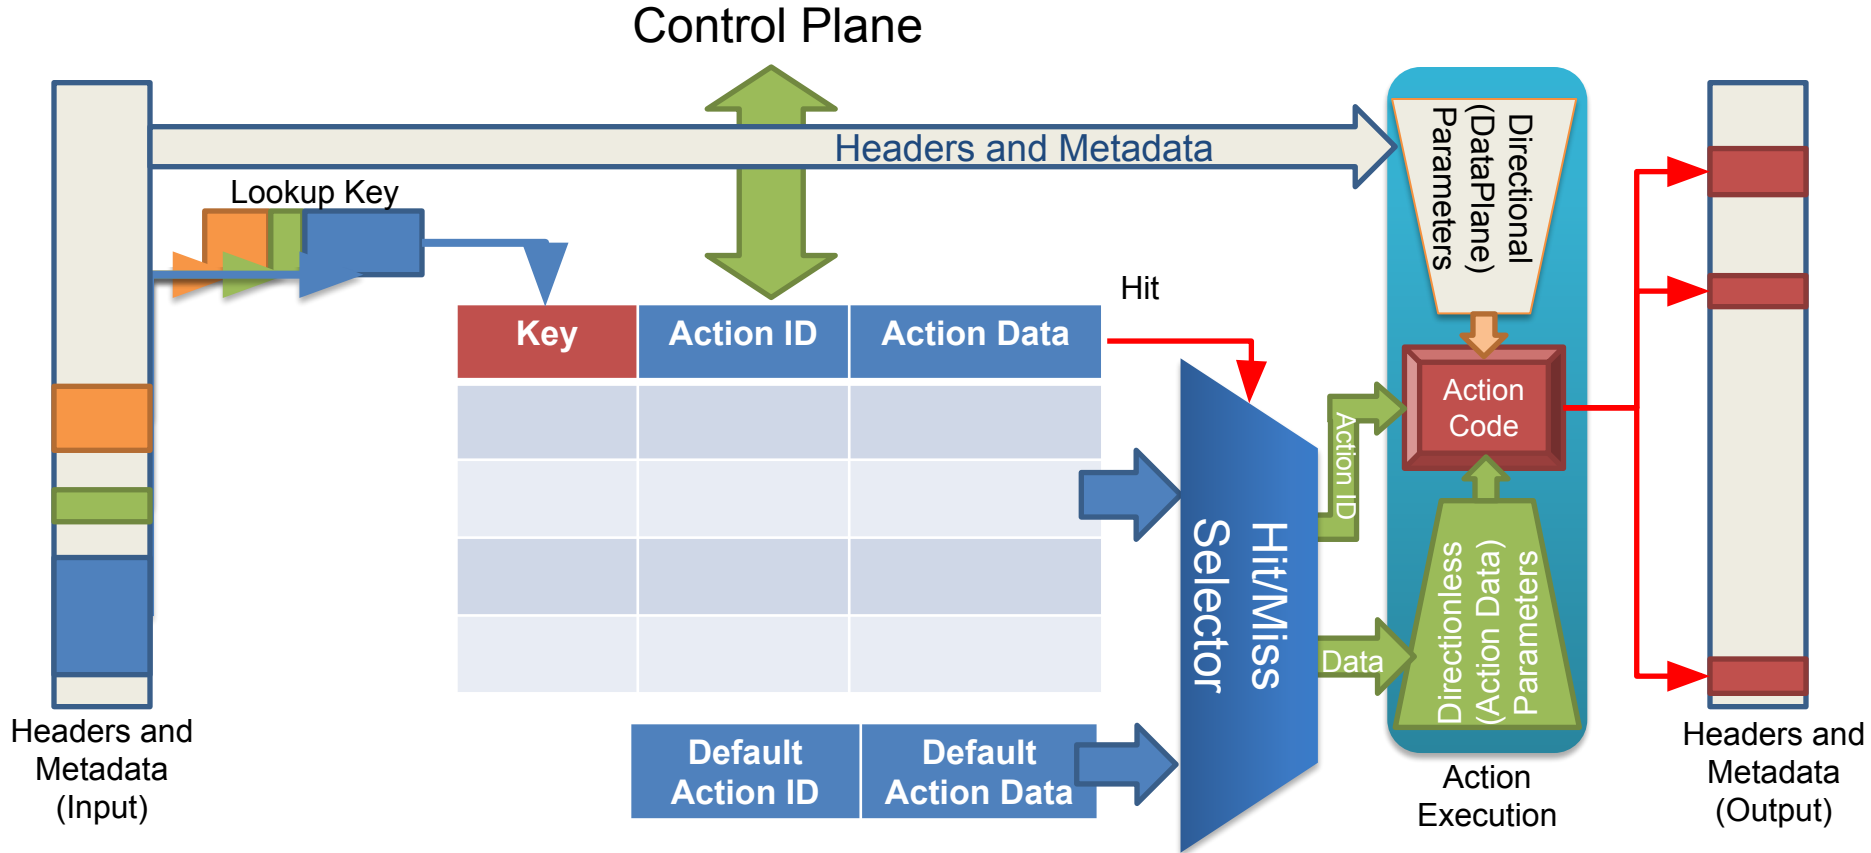 Control Plane
Headers and Metadata
Lookup Key
Key
Action ID
Action Data
Hit
Default
Action ID
Default
Action Data
Hit/Miss
Selector
Action ID
Data
Directional
(DataPlane)
Parameters
Action
Code
Directionless
(Action Data)
Parameters
Action
Execution
Headers and
Metadata
(Input)
Headers and
Metadata
(Output)